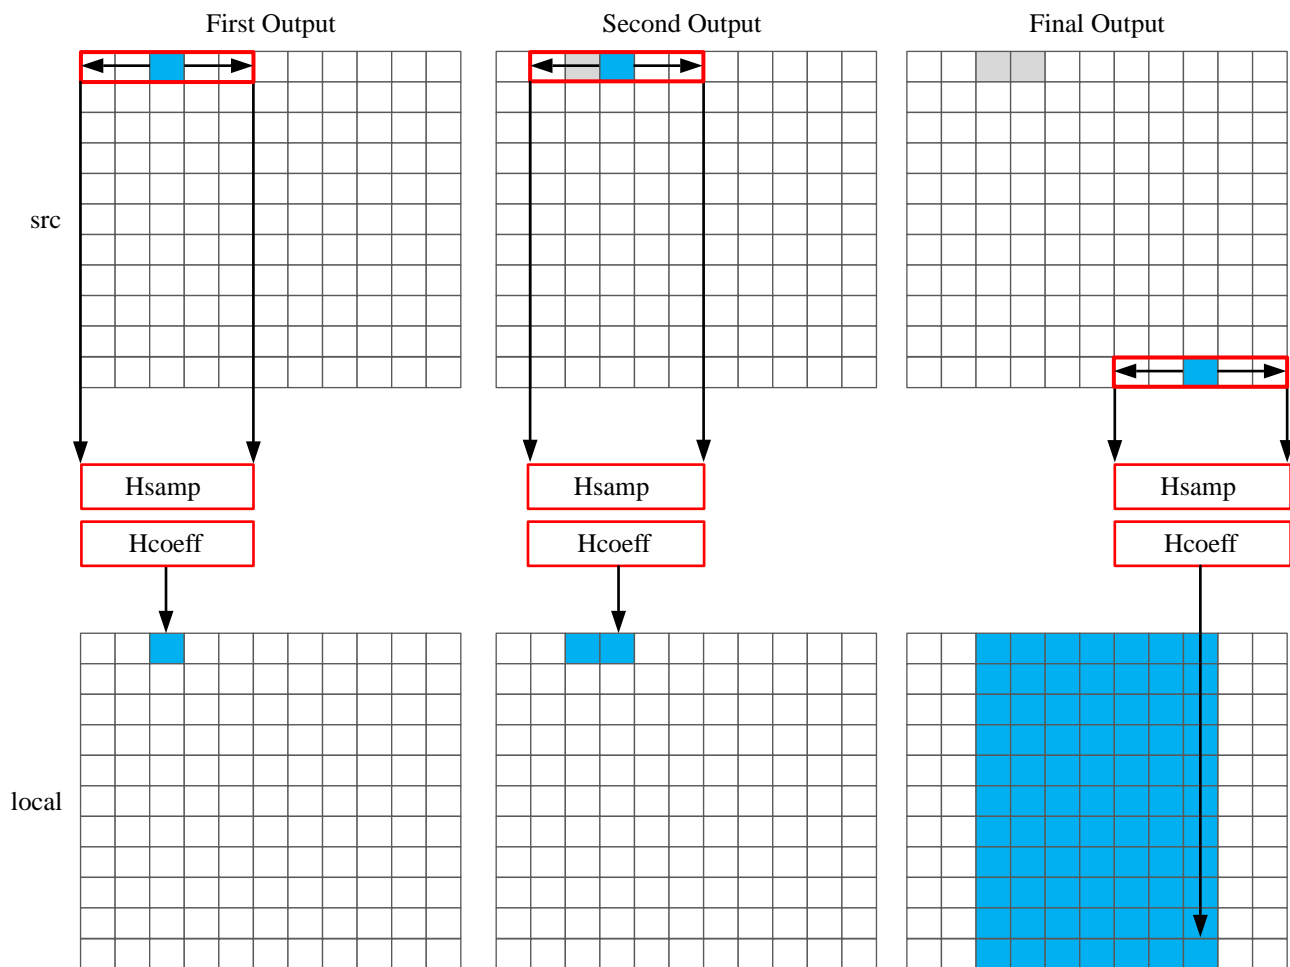 First Output
Second Output
Final Output
src
Hsamp
Hsamp
Hsamp
Hcoeff
Hcoeff
Hcoeff
local